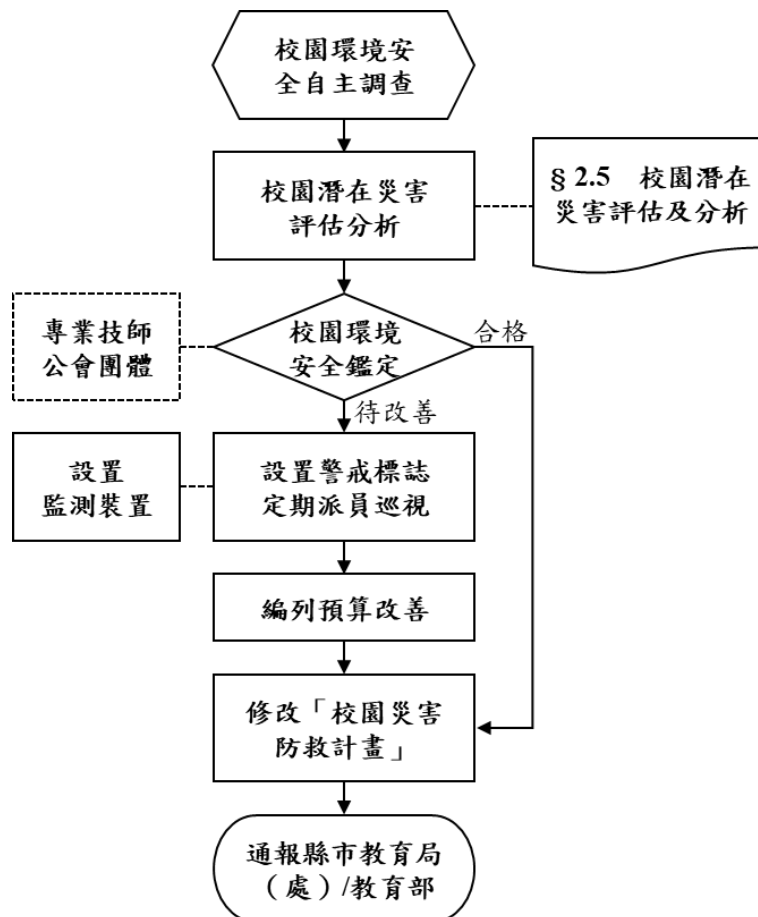 校園環境安
全自主調查
校園潛在災害
評估分析
§ 2.5 校園潛在
災害評估及分析
專業技師
公會團體
校園環境
安全鑑定
合格
待改善
設置
監測裝置
設置警戒標誌
定期派員巡視
編列預算改善
修改「校園災害
防救計畫」
通報縣市教育局
（處）/教育部